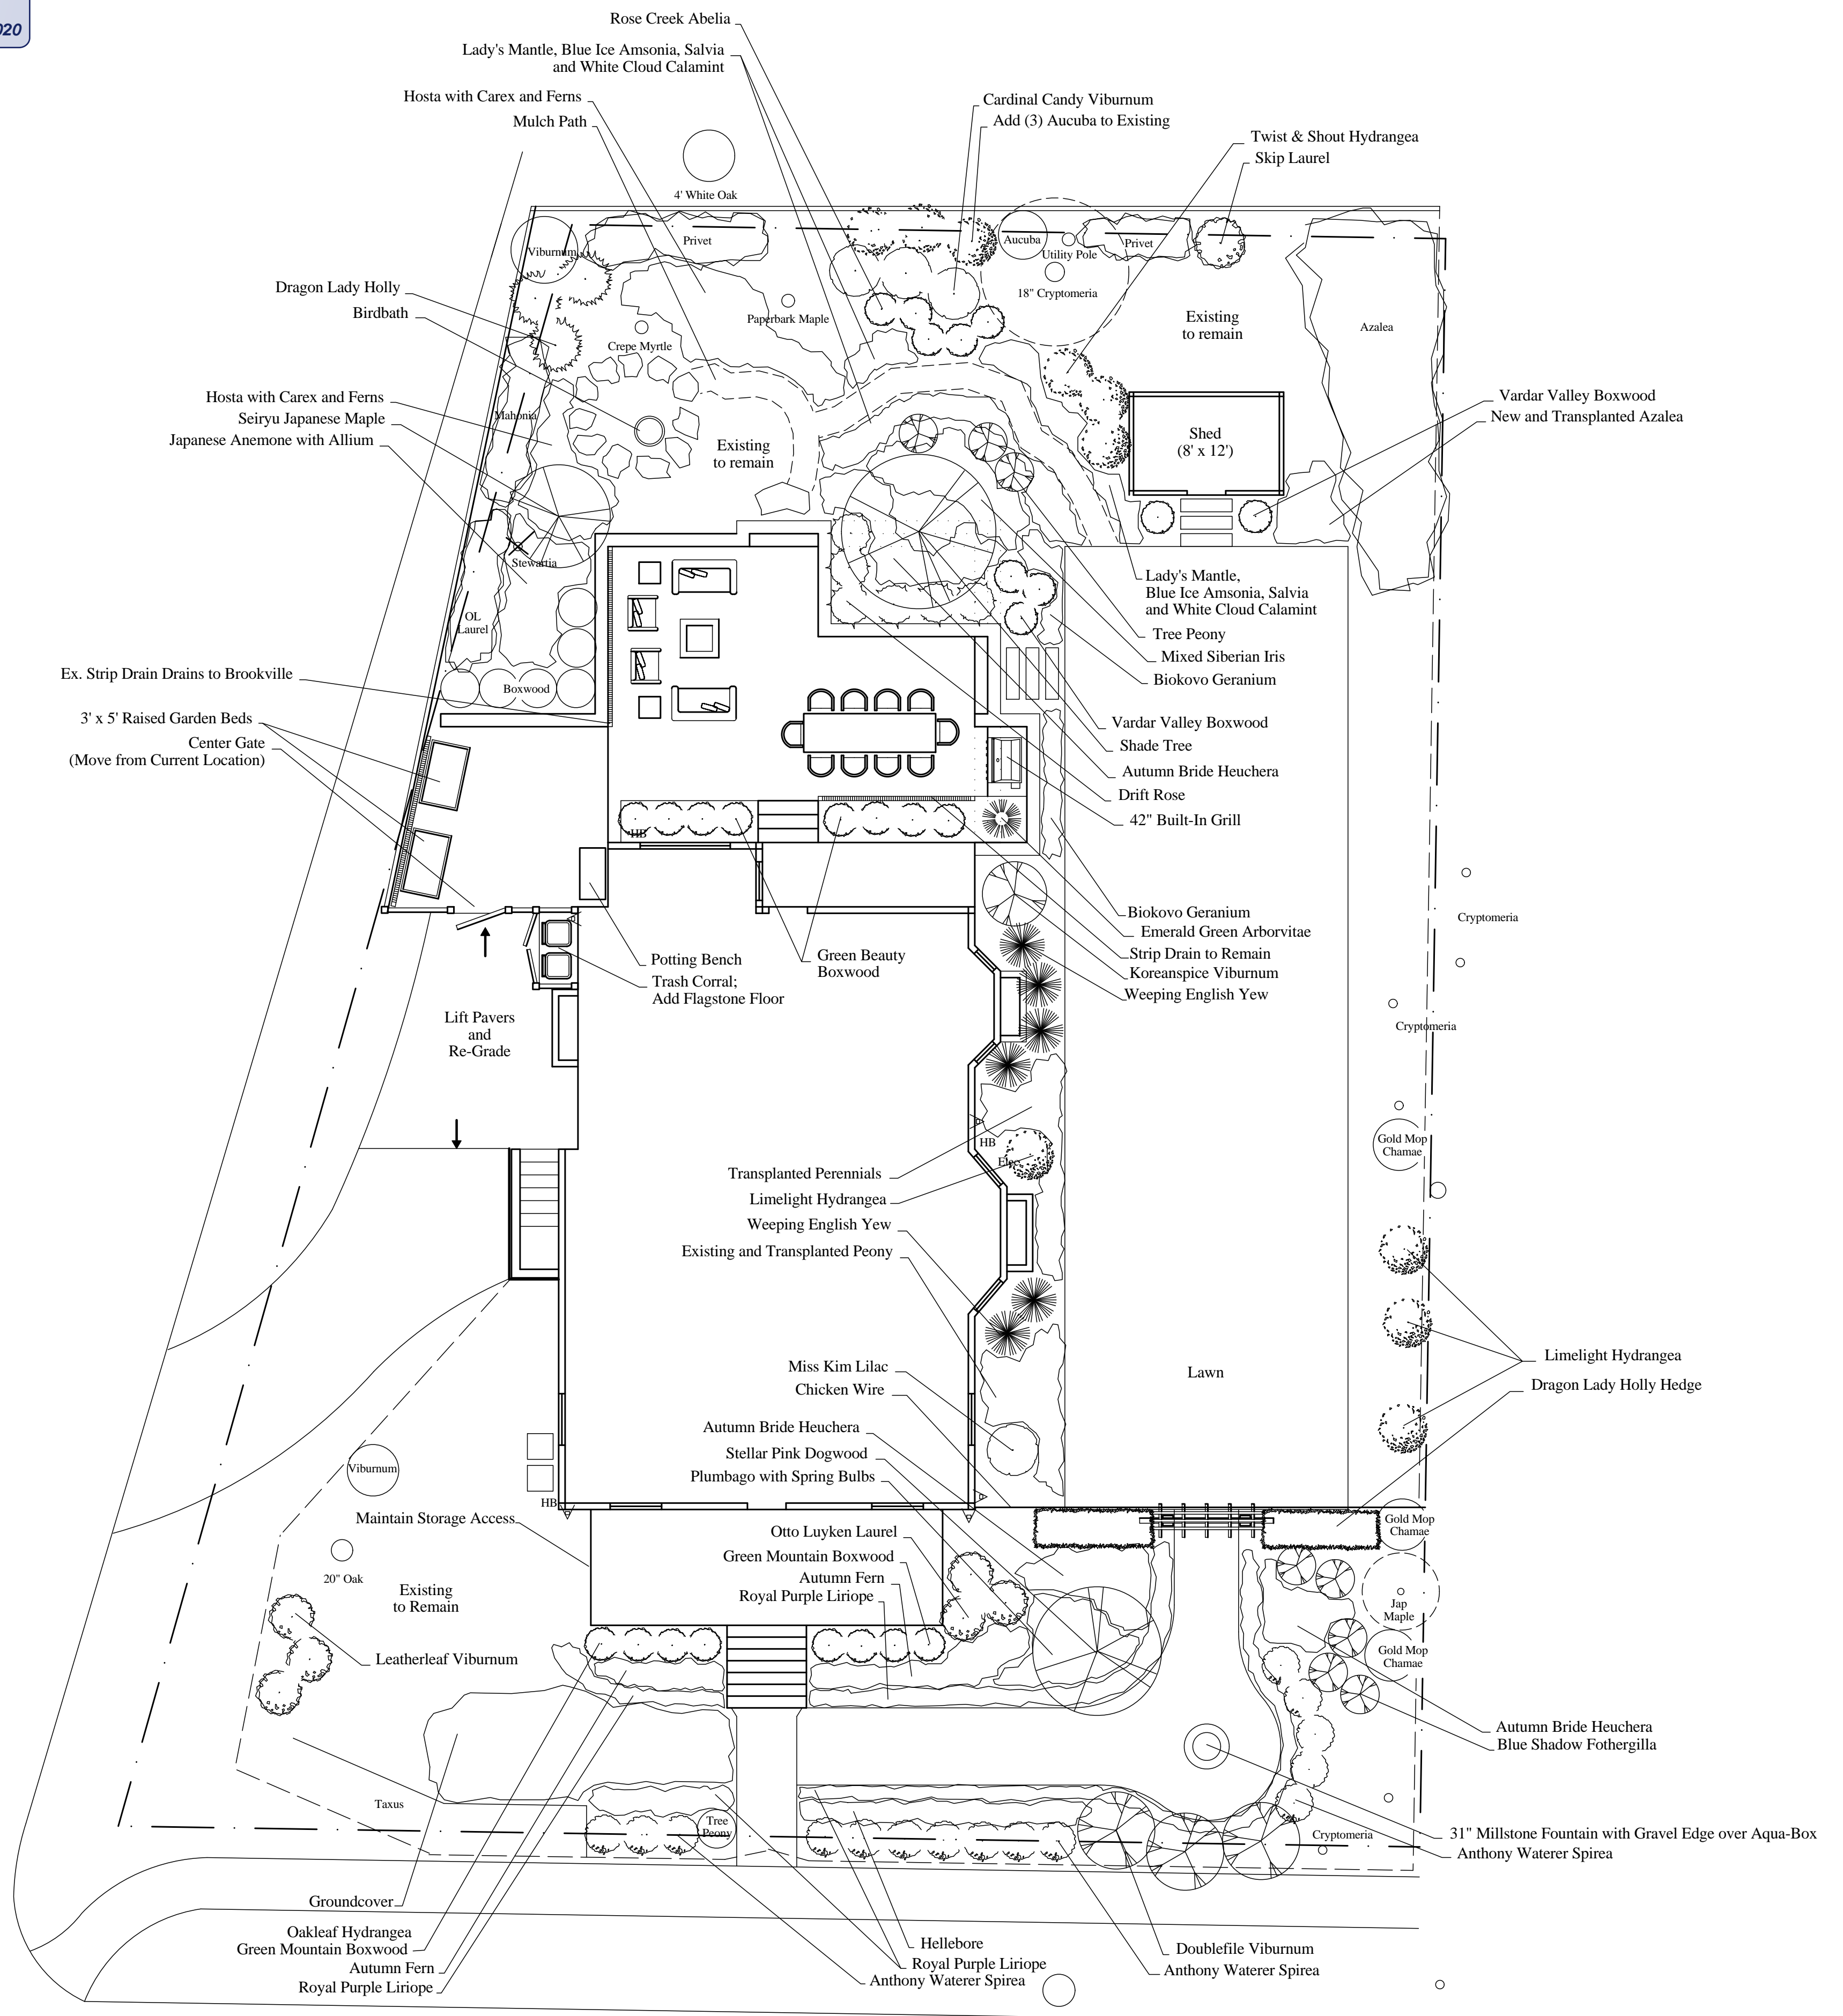 020
Rose Creek Abelia
Lady's Mantle, Blue Ice Amsonia, Salvia
and White Cloud Calamint
Hosta with Carex and Ferns
Mulch Path
Cardinal Candy Viburnum
Add (3) Aucuba to Existing
Twist & Shout Hydrangea
Skip Laurel
4' White Oak
Viburnum
Privet
Aucuba
Utility Pole
Privet
18" Cryptomeria
Dragon Lady Holly
Birdbath
Paperbark Maple
Crepe Myrtle
Existing
to remain
Azalea
Hosta with Carex and Ferns
Seiryu Japanese Maple
Japanese Anemone with Allium
Mahonia
Existing
to remain
Shed
(8' x 12')
Vardar Valley Boxwood
New and Transplanted Azalea
Stewartia
OL
Laurel
Boxwood
Lady's Mantle,
Blue Ice Amsonia, Salvia
and White Cloud Calamint
Tree Peony
Mixed Siberian Iris
Biokovo Geranium
Ex. Strip Drain Drains to Brookville
3' x 5' Raised Garden Beds
Center Gate
(Move from Current Location)
Vardar Valley Boxwood
Shade Tree
Autumn Bride Heuchera
Drift Rose
42" Built-In Grill
HB
Biokovo Geranium
Emerald Green Arborvitae
Strip Drain to Remain
Koreanspice Viburnum
Weeping English Yew
Potting Bench
Trash Corral;
Add Flagstone Floor
Green Beauty
Boxwood
Cryptomeria
Cryptomeria
Lift Pavers
and
Re-Grade
Gold Mop
Chamae
HB
Transplanted Perennials
Limelight Hydrangea
Weeping English Yew
Existing and Transplanted Peony
Miss Kim Lilac
Chicken Wire
Lawn
Limelight Hydrangea
Dragon Lady Holly Hedge
Autumn Bride Heuchera
Stellar Pink Dogwood
Plumbago with Spring Bulbs
Viburnum
HB
Maintain Storage Access
Otto Luyken Laurel
Green Mountain Boxwood
Autumn Fern
Royal Purple Liriope
Gold Mop
Chamae
20" Oak
Existing
to Remain
Jap
Maple
Gold Mop
Chamae
Leatherleaf Viburnum
Autumn Bride Heuchera
Blue Shadow Fothergilla
Taxus
Tree
Peony
Cryptomeria
31" Millstone Fountain with Gravel Edge over Aqua-Box
Anthony Waterer Spirea
Groundcover
Oakleaf Hydrangea
Green Mountain Boxwood
Autumn Fern
Royal Purple Liriope
Hellebore
Royal Purple Liriope
Anthony Waterer Spirea
Doublefile Viburnum
Anthony Waterer Spirea